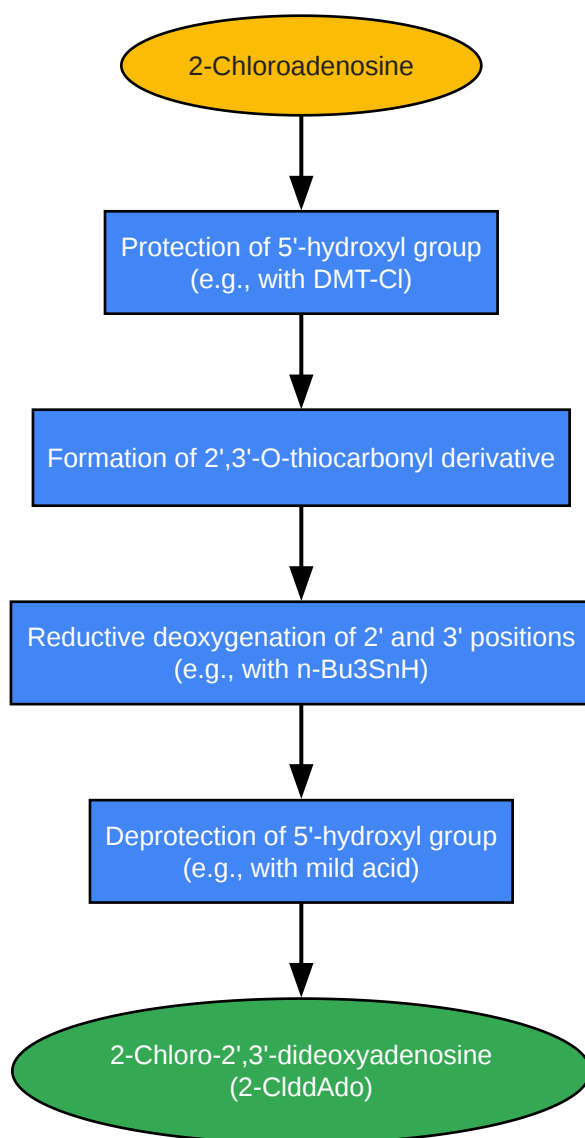 2-Chloroadenosine
Protection of 5'-hydroxyl group
(e.g., with DMT-Cl)
Formation of 2',3'-O-thiocarbonyl derivative
Reductive deoxygenation of 2' and 3' positions
(e.g., with n-Bu3SnH)
Deprotection of 5'-hydroxyl group
(e.g., with mild acid)
2-Chloro-2',3'-dideoxyadenosine
(2-ClddAdo)